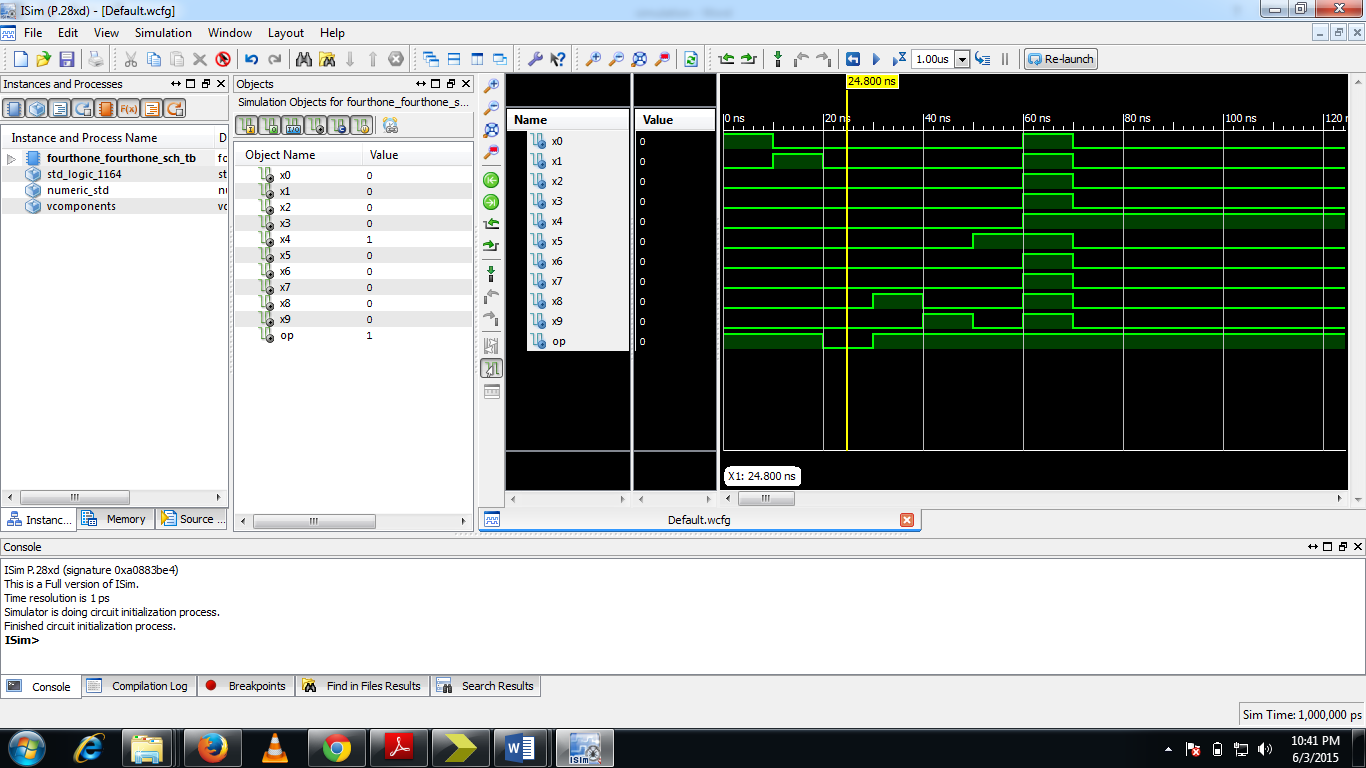 ISim (P.28xd) - [Default.wcfg]
File Edit View Simulation Window Layout Help
1.00us Re-launch
Instances and Processes
Instance and Process Name D
fourthone_fourthone_sch_tb fo
std_logic_1164 st
numeric_std nu
vcomponents vc
Instanc... Memory Source ...
Objects
Simulation Objects for fourthone_fourthone_s...
Object Name Value
x0 0
x1 0
x2 0
x3 0
x4 1
x5 0
x6 0
x7 0
x8 0
x9 0
op 1
24.800 ns
Name Value
0 ns 20 ns 40 ns 60 ns 80 ns 100 ns 120 n
x0 0
x1 0
x2 0
x3 0
x4 0
x5 0
x6 0
x7 0
x8 0
x9 0
op 0
X1: 24.800 ns
Default.wcfg
Console
ISim P.28xd (signature 0xa0883be4)
This is a Full version of ISim.
Time resolution is 1 ps
Simulator is doing circuit initialization process.
Finished circuit initialization process.
ISim>
Console Compilation Log Breakpoints Find in Files Results Search Results
Sim Time: 1,000,000 ps
ISim
10:41 PM
6/3/2015